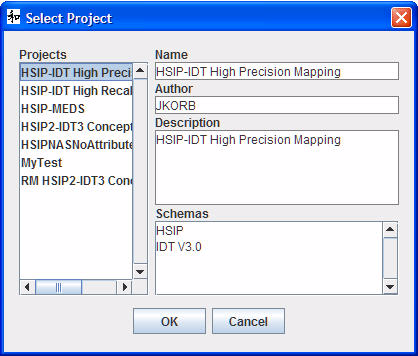 Select Project
Projects
HSIP-IDT High Preci
HSIP-IDT High Recal
HSIP-MEDS
HSIP2-IDT3 Concept
HSIPNASNoAttribute
MyTest
RM HSIP2-IDT3 Conc
Name
HSIP-IDT High Precision Mapping
Author
JKORB
Description
HSIP-IDT High Precision Mapping
Schemas
HSIP
IDT V3.0
OK
Cancel